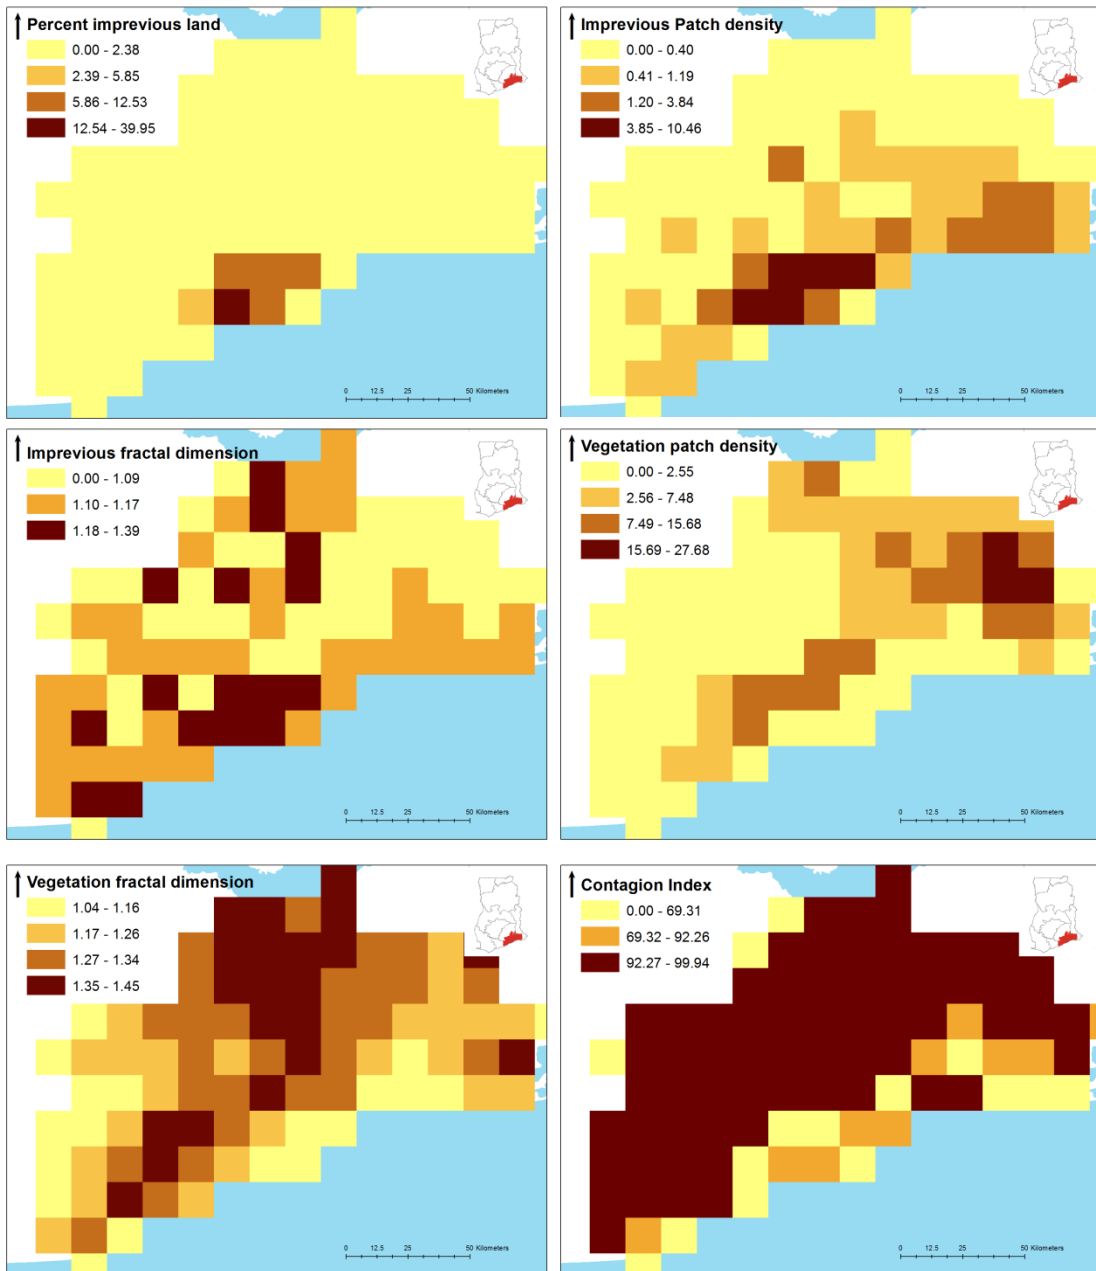 Percent imprevious land
0.00 - 2.38
2.39 - 5.85
5.86 - 12.53
12.54 - 39.95
0 12.5 25 50 Kilometers
Imprevious Patch density
0.00 - 0.40
0.41 - 1.19
1.20 - 3.84
3.85 - 10.46
0 12.5 25 50 Kilometers
Imprevious fractal dimension
0.00 - 1.09
1.10 - 1.17
1.18 - 1.39
0 12.5 25 50 Kilometers
Vegetation patch density
0.00 - 2.55
2.56 - 7.48
7.49 - 15.68
15.69 - 27.68
0 12.5 25 50 Kilometers
Vegetation fractal dimension
1.04 - 1.16
1.17 - 1.26
1.27 - 1.34
1.35 - 1.45
0 12.5 25 50 Kilometers
Contagion Index
0.00 - 69.31
69.32 - 92.26
92.27 - 99.94
0 12.5 25 50 Kilometers